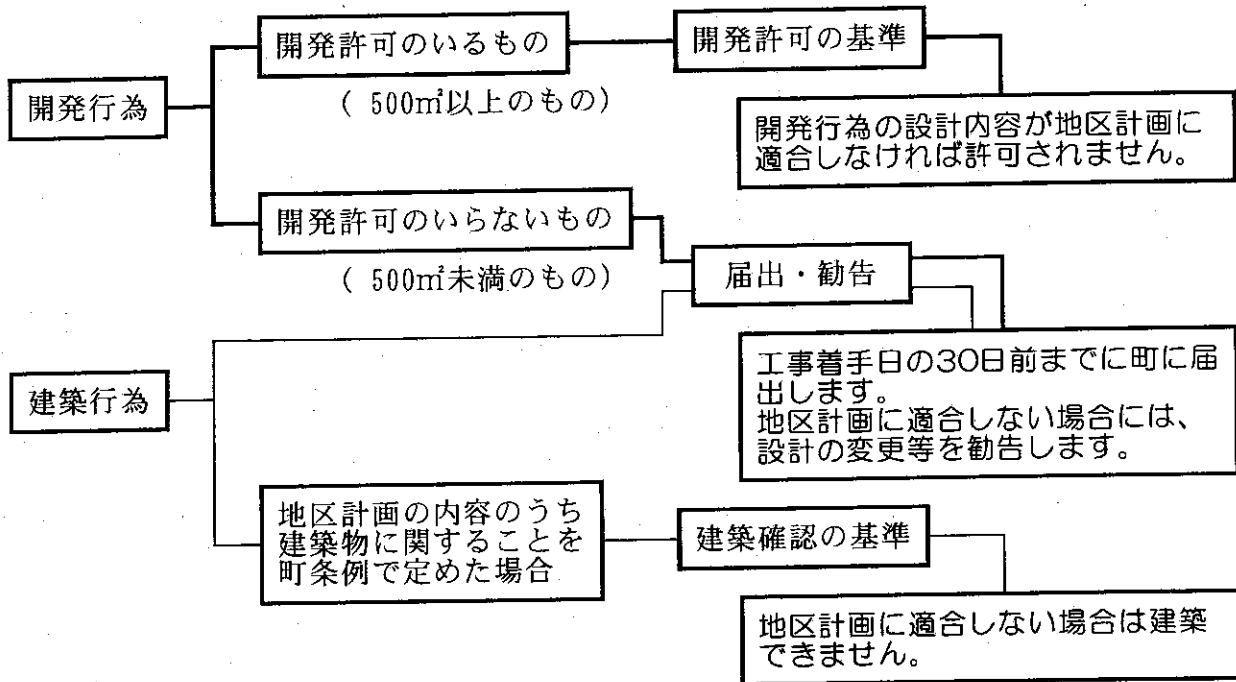 開発許可のいるもの
開発許可の基準
開発行為
( 500㎡以上のもの)
開発行為の設計内容が地区計画に
適合しなければ許可されません。
開発許可のいらないもの
( 500㎡未満のもの)
届出・勧告
工事着手日の30日前までに町に届
出します。
地区計画に適合しない場合には、
設計の変更等を勧告します。
建築行為
地区計画の内容のうち
建築物に関することを
町条例で定めた場合
建築確認の基準
地区計画に適合しない場合は建築
できません。